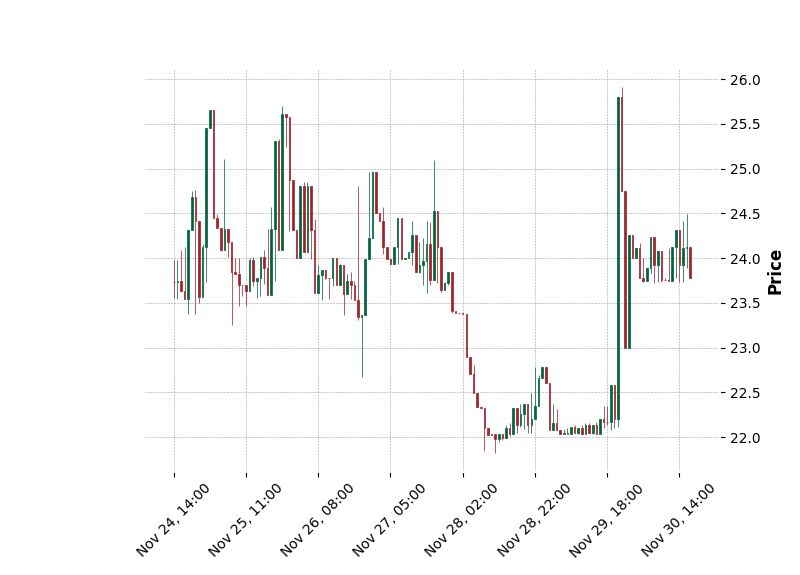 26.0
25.5
25.0
24.5
24.0
23.5
23.0
22.5
22.0
Price
Nov 24, 14:00
Nov 25, 11:00
Nov 26, 08:00
Nov 27, 05:00
Nov 28, 02:00
Nov 28, 22:00
Nov 29, 18:00
Nov 30, 14:00